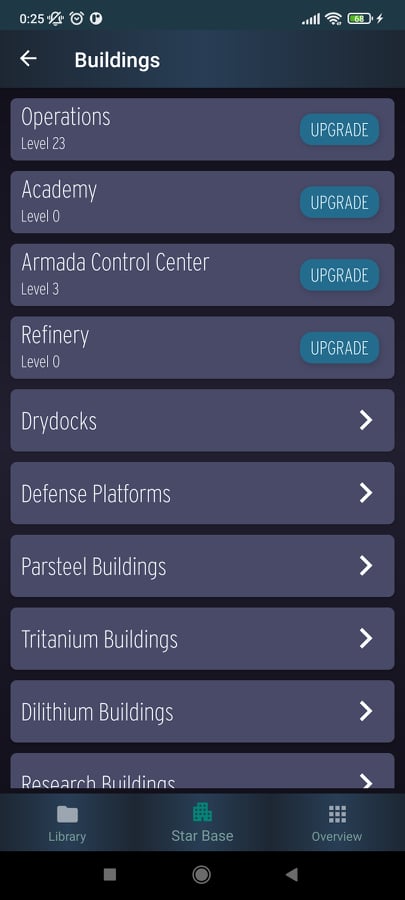 0:25
68
Buildings
Operations
Level 23
UPGRADE
Academy
Level 0
UPGRADE
Armada Control Center
Level 3
UPGRADE
Refinery
Level 0
UPGRADE
Drydocks
Defense Platforms
Parsteel Buildings
Tritanium Buildings
Dilithium Buildings
Research Buildings
Library
Star Base
Overview